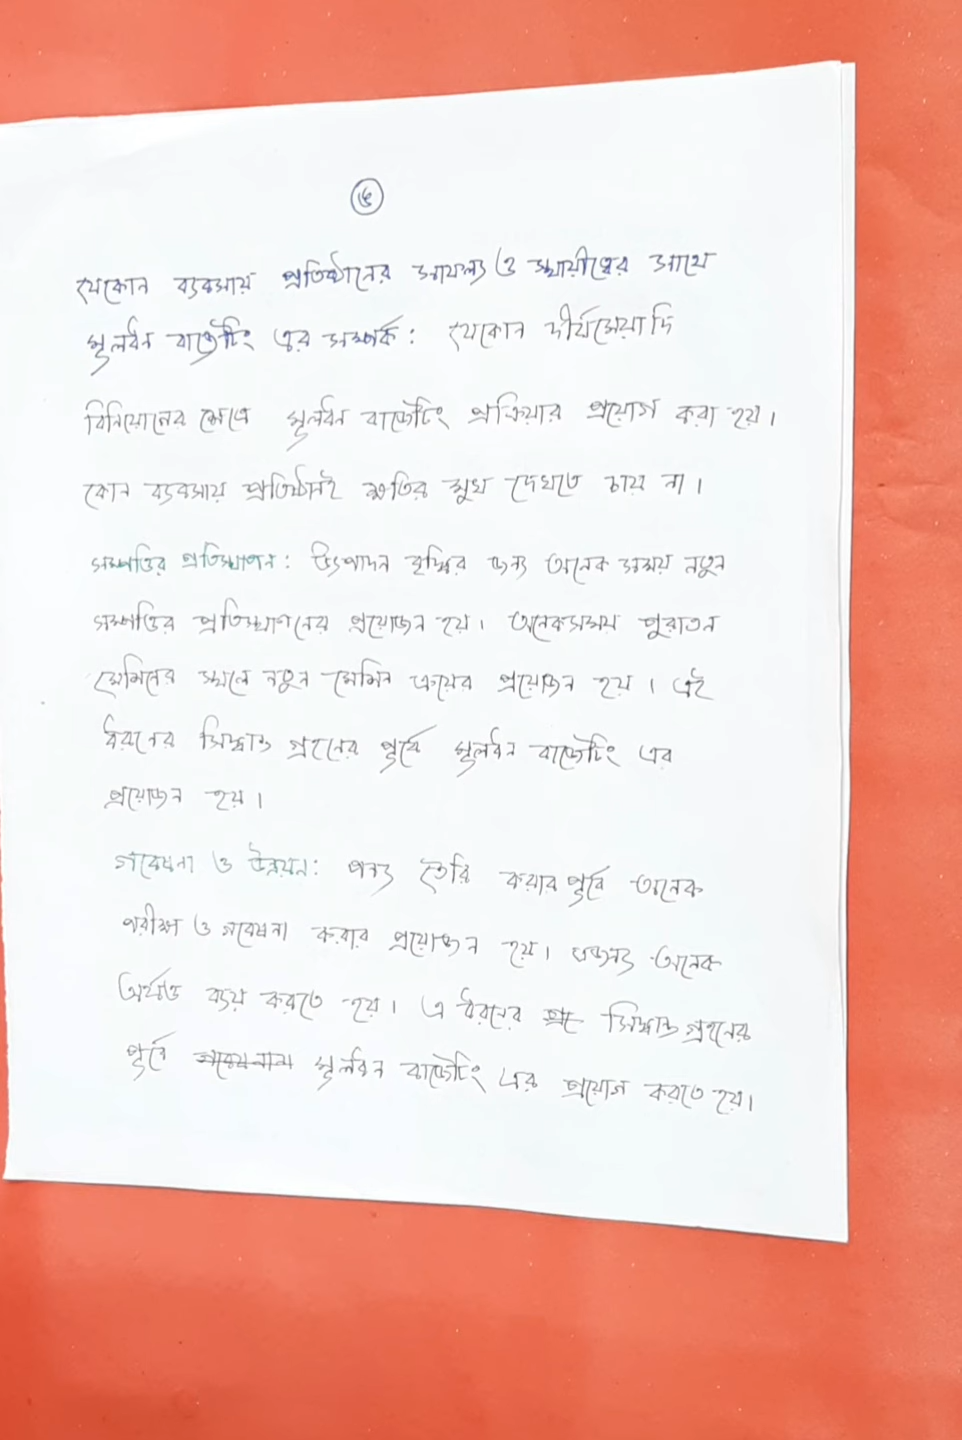 ৬
যেকোন ব্যবসায় প্রতিষ্ঠানের সাফল্য ও স্থায়ীত্বের সাথে
মূলধন বাজেটিং এর সম্পর্ক: যেকোন দীর্ঘমেয়াদি
বিনিয়োগের ক্ষেত্রে মূলধন বাজেটিং প্রক্রিয়ার প্রয়োগ করা হয়।
কোন ব্যবসায় প্রতিষ্ঠানই ক্ষতির মুখ দেখতে চায় না।
সম্পত্তির প্রতিস্থাপন: উৎপাদন বৃদ্ধির জন্য অনেক সময় নতুন
সম্পত্তির প্রতিস্থাপনের প্রয়োজন হয়। অনেকসময় পুরাতন
মেমিনের স্থলে নতুন মেমিন ক্রয়ের প্রয়োজন হয়। এই
ধরনের সিদ্ধান্ত গ্রহনের পূর্বে মূলধন বাজেটিং এর
প্রয়োজন হয়।
গবেষনা ও উন্নয়ন: পন্য তৈরি করার পূর্বে অনেক
পরীক্ষা ও গবেষনা করার প্রয়োজন হয়। এজন্য অনেক
অর্থও ব্যয় করতে হয়। এ ধরনের সিদ্ধান্ত গ্রহনের
পূর্বে মূলধন বাজেটিং এর প্রয়োগ করতে হয়।